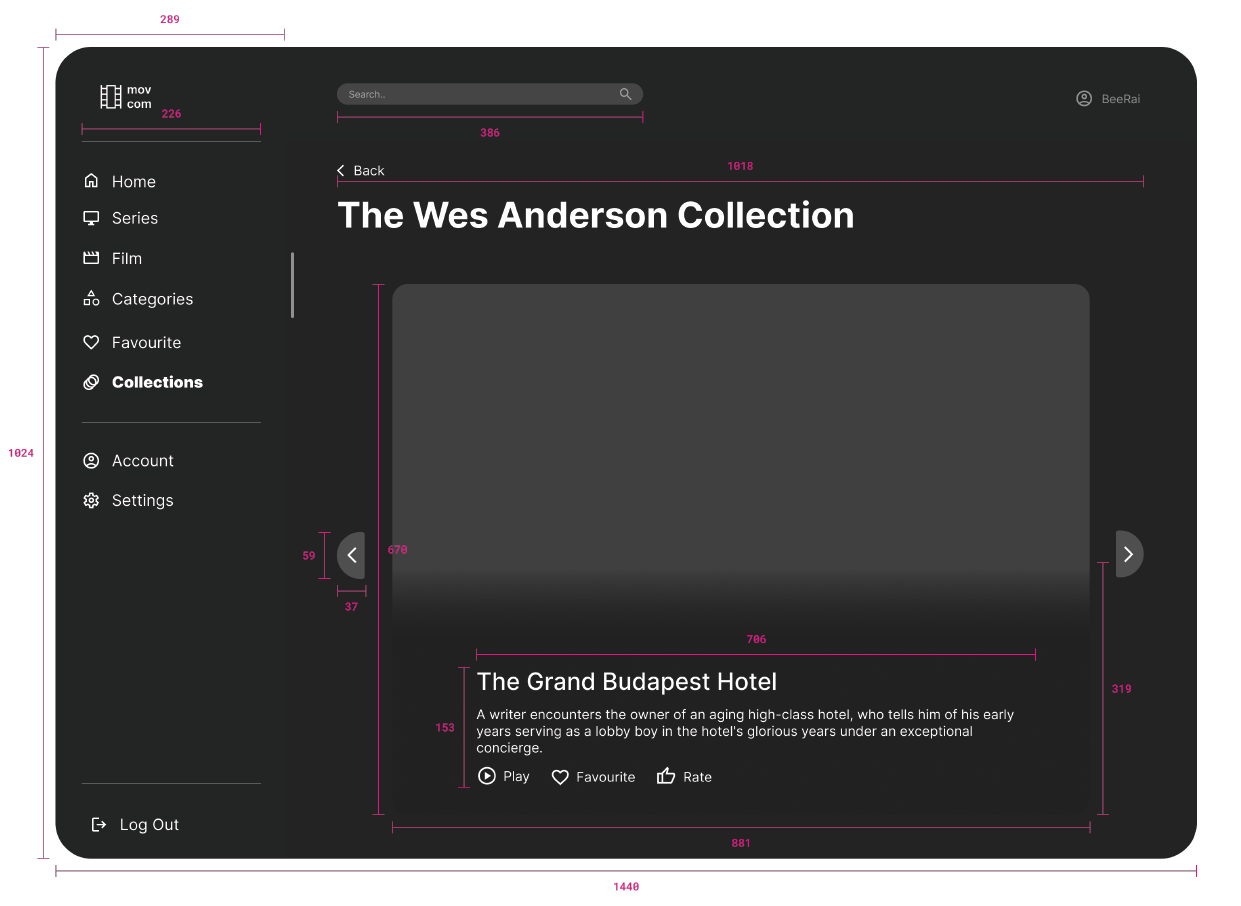 289
mov
com
226
Search..
386
BeeRai
Back
1018
The Wes Anderson Collection
Home
Series
Film
Categories
Favourite
Collections
Account
Settings
1024
59
37
670
706
The Grand Budapest Hotel
A writer encounters the owner of an aging high-class hotel, who tells him of his early
years serving as a lobby boy in the hotel's glorious years under an exceptional
concierge.
153
Play
Favourite
Rate
319
Log Out
881
1440